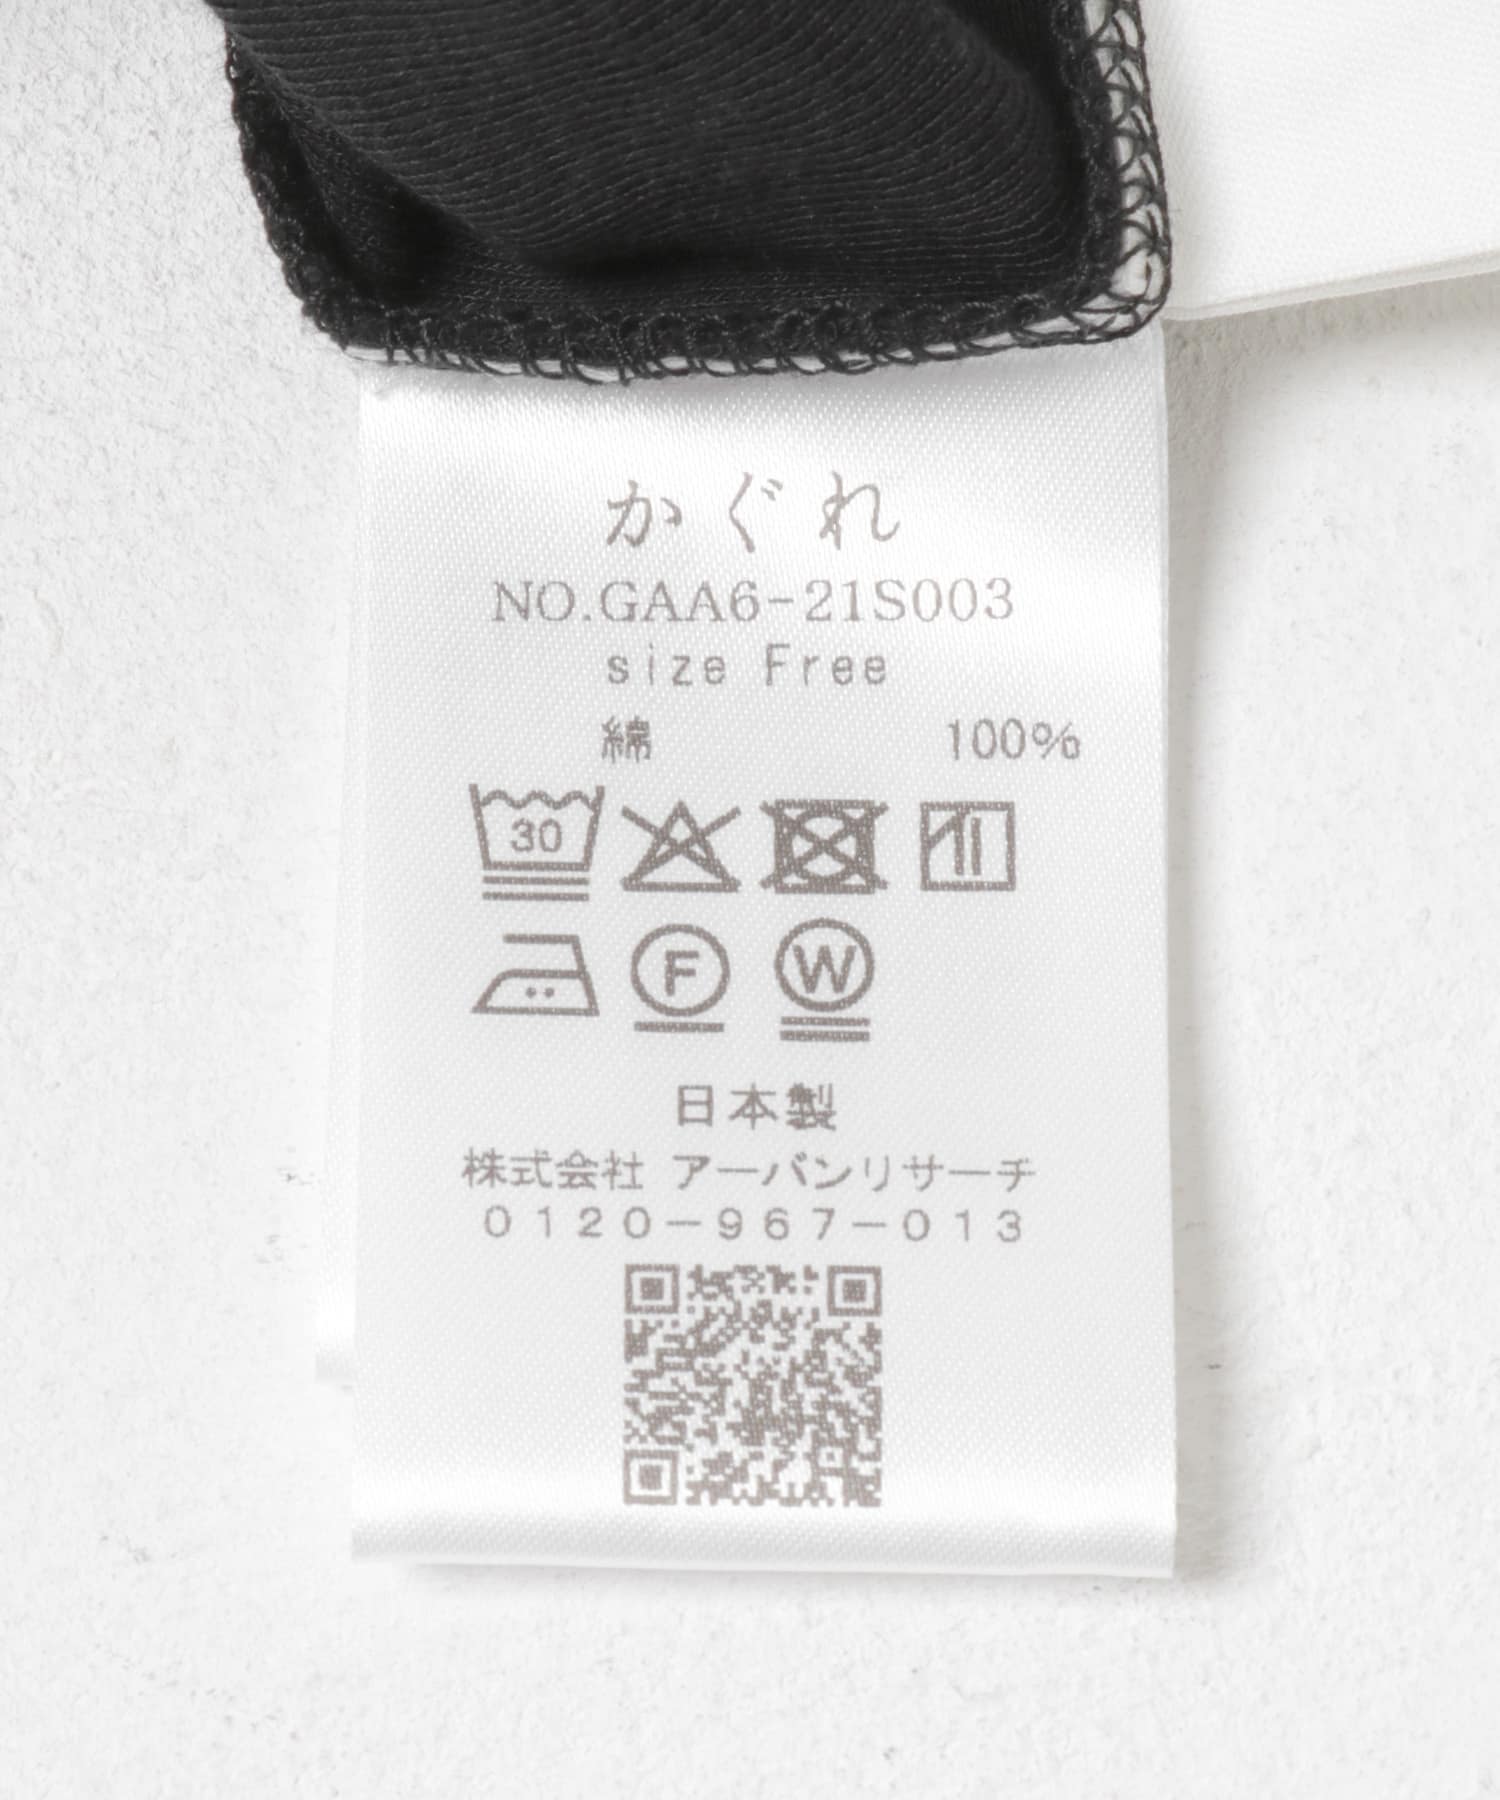 かぐれ
NO.GAA6-21S003
size Free
綿 100%
30
F W
日本製
株式会社 アーバンリサーチ
0120-967-013